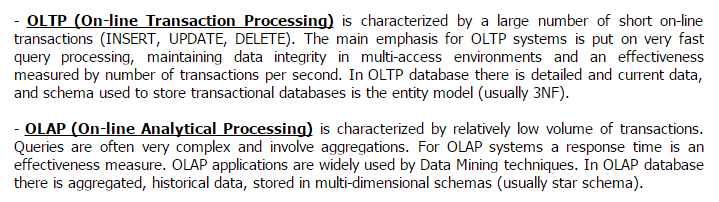 - OLTP (On-line Transaction Processing) is characterized by a large number of short on-line
transactions (INSERT, UPDATE, DELETE). The main emphasis for OLTP systems is put on very fast
query processing, maintaining data integrity in multi-access environments and an effectiveness
measured by number of transactions per second. In OLTP database there is detailed and current data,
and schema used to store transactional databases is the entity model (usually 3NF).
- OLAP (On-line Analytical Processing) is characterized by relatively low volume of transactions.
Queries are often very complex and involve aggregations. For OLAP systems a response time is an
effectiveness measure. OLAP applications are widely used by Data Mining techniques. In OLAP database
there is aggregated, historical data, stored in multi-dimensional schemas (usually star schema).